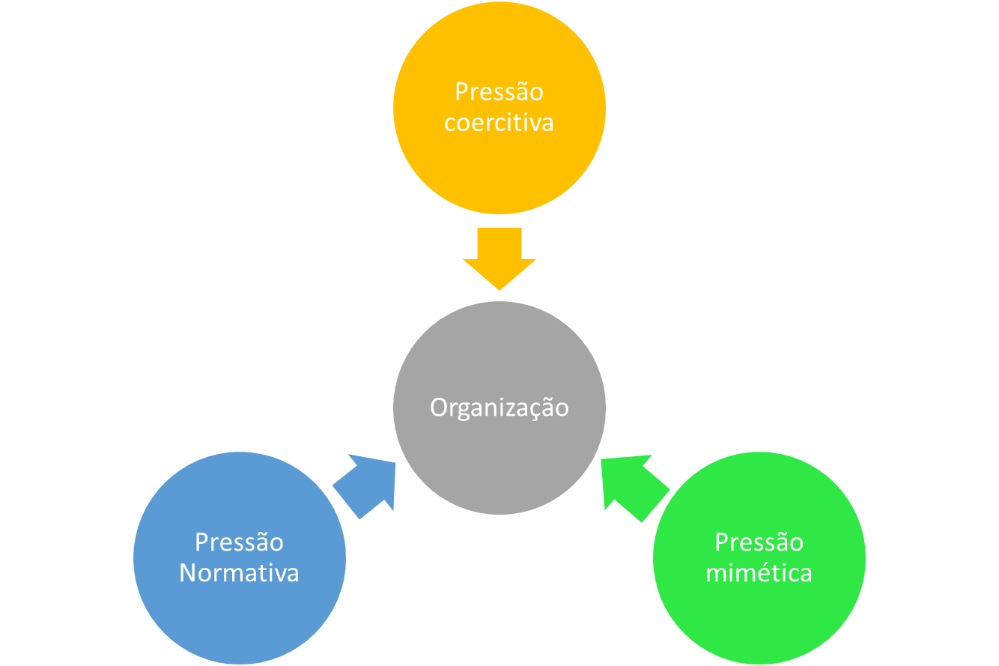 Pressão
coercitiva
Organização
Pressão
Normativa
Pressão
mimética